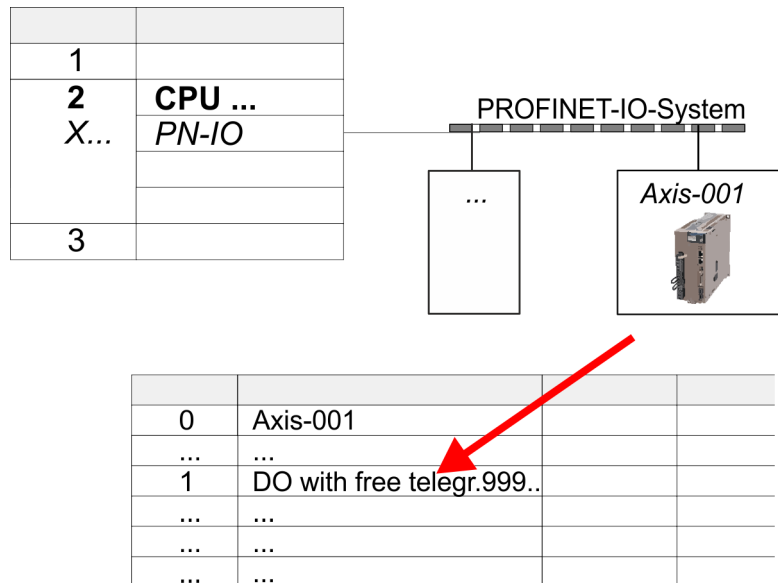 1
2 CPU ...
X... PN-IO
3
PROFINET-IO-System
...
Axis-001
0 Axis-001
... ...
1 DO with free telegr.999..
... ...
... ...
... ...